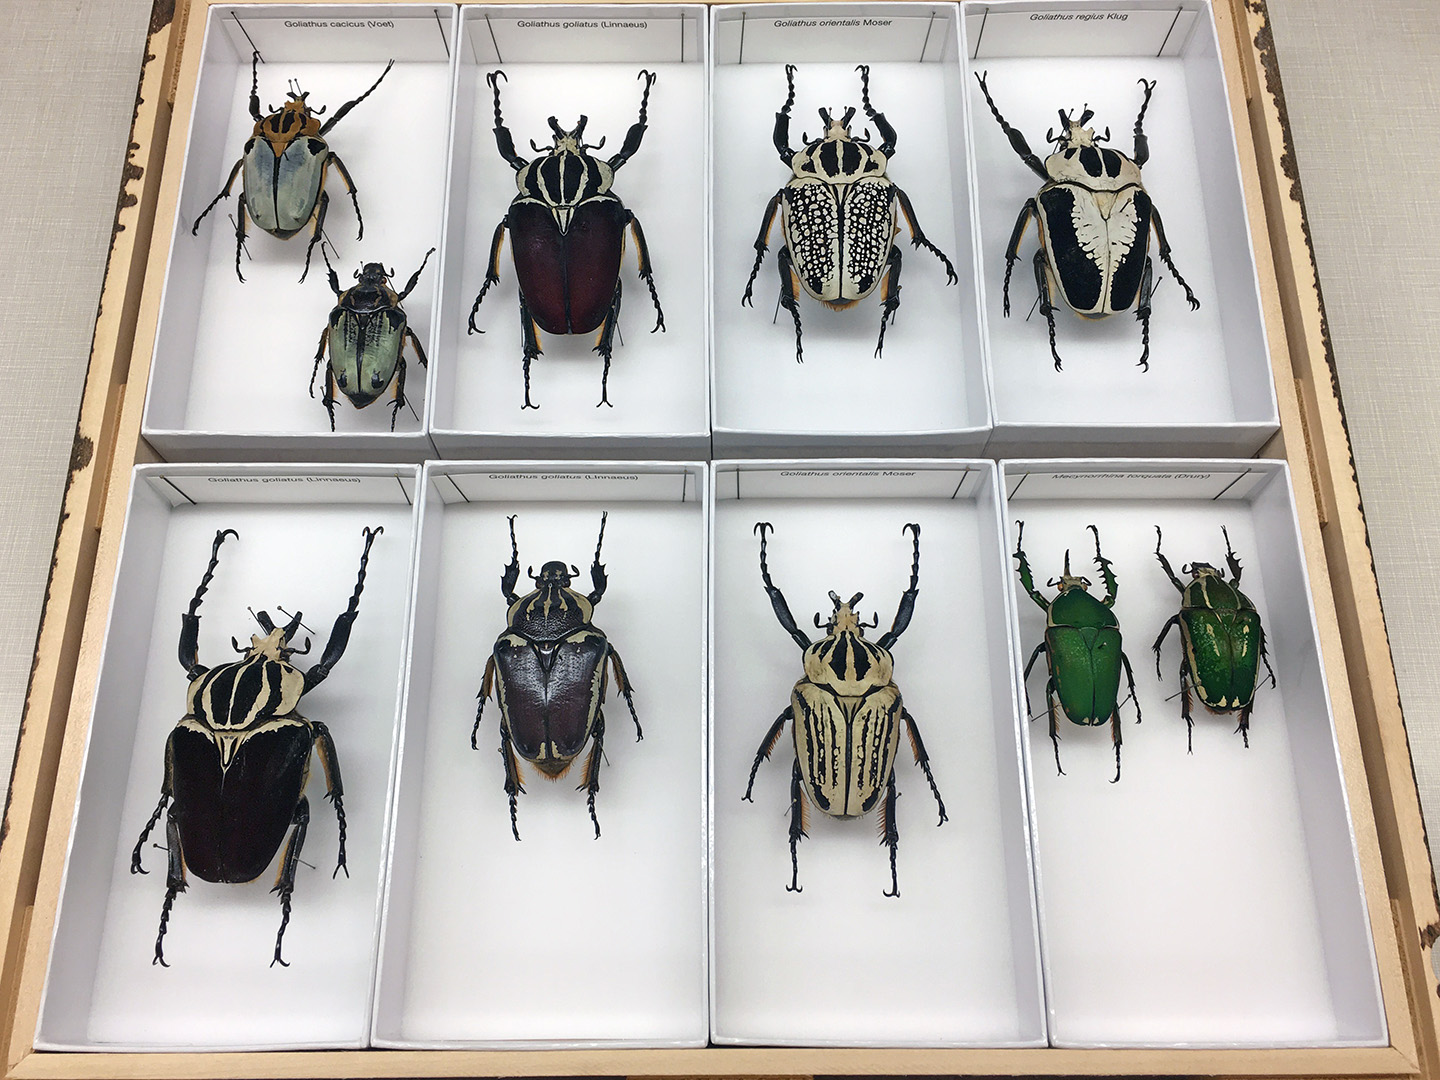 Goliathus cacicus (Voet)
Goliathus goliatus (Linnaeus)
Goliathus orientalis Moser
Goliathus regius Klug
Goliathus goliatus (Linnaeus)
Goliathus goliatus (Linnaeus)
Goliathus orientalis Moser
Mecynorrhina torquata (Drury)